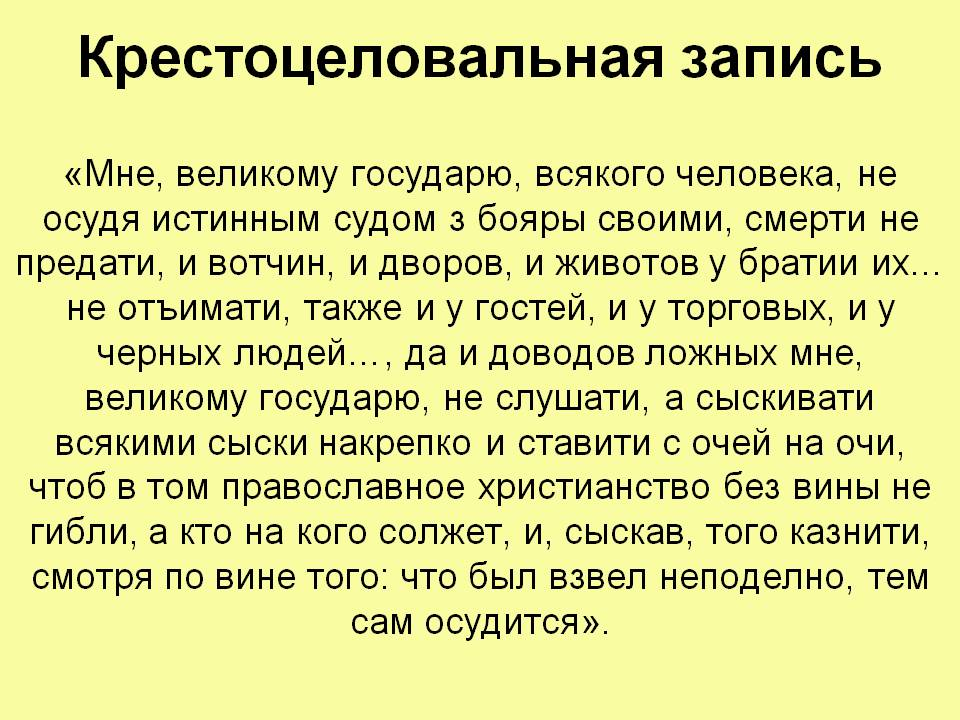 Крестоцеловальная запись
«Мне, великому государю, всякого человека, не
осудя истинным судом з бояры своими, смерти не
предати, и вотчин, и дворов, и животов у братии их…
не отъимати, также и у гостей, и у торговых, и у
черных людей…, да и доводов ложных мне,
великому государю, не слушати, а сыскивати
всякими сыски накрепко и ставити с очей на очи,
чтоб в том православное христианство без вины не
гибли, а кто на кого солжет, и, сыскав, того казнити,
смотря по вине того: что был взвел неподелно, тем
сам осудится».